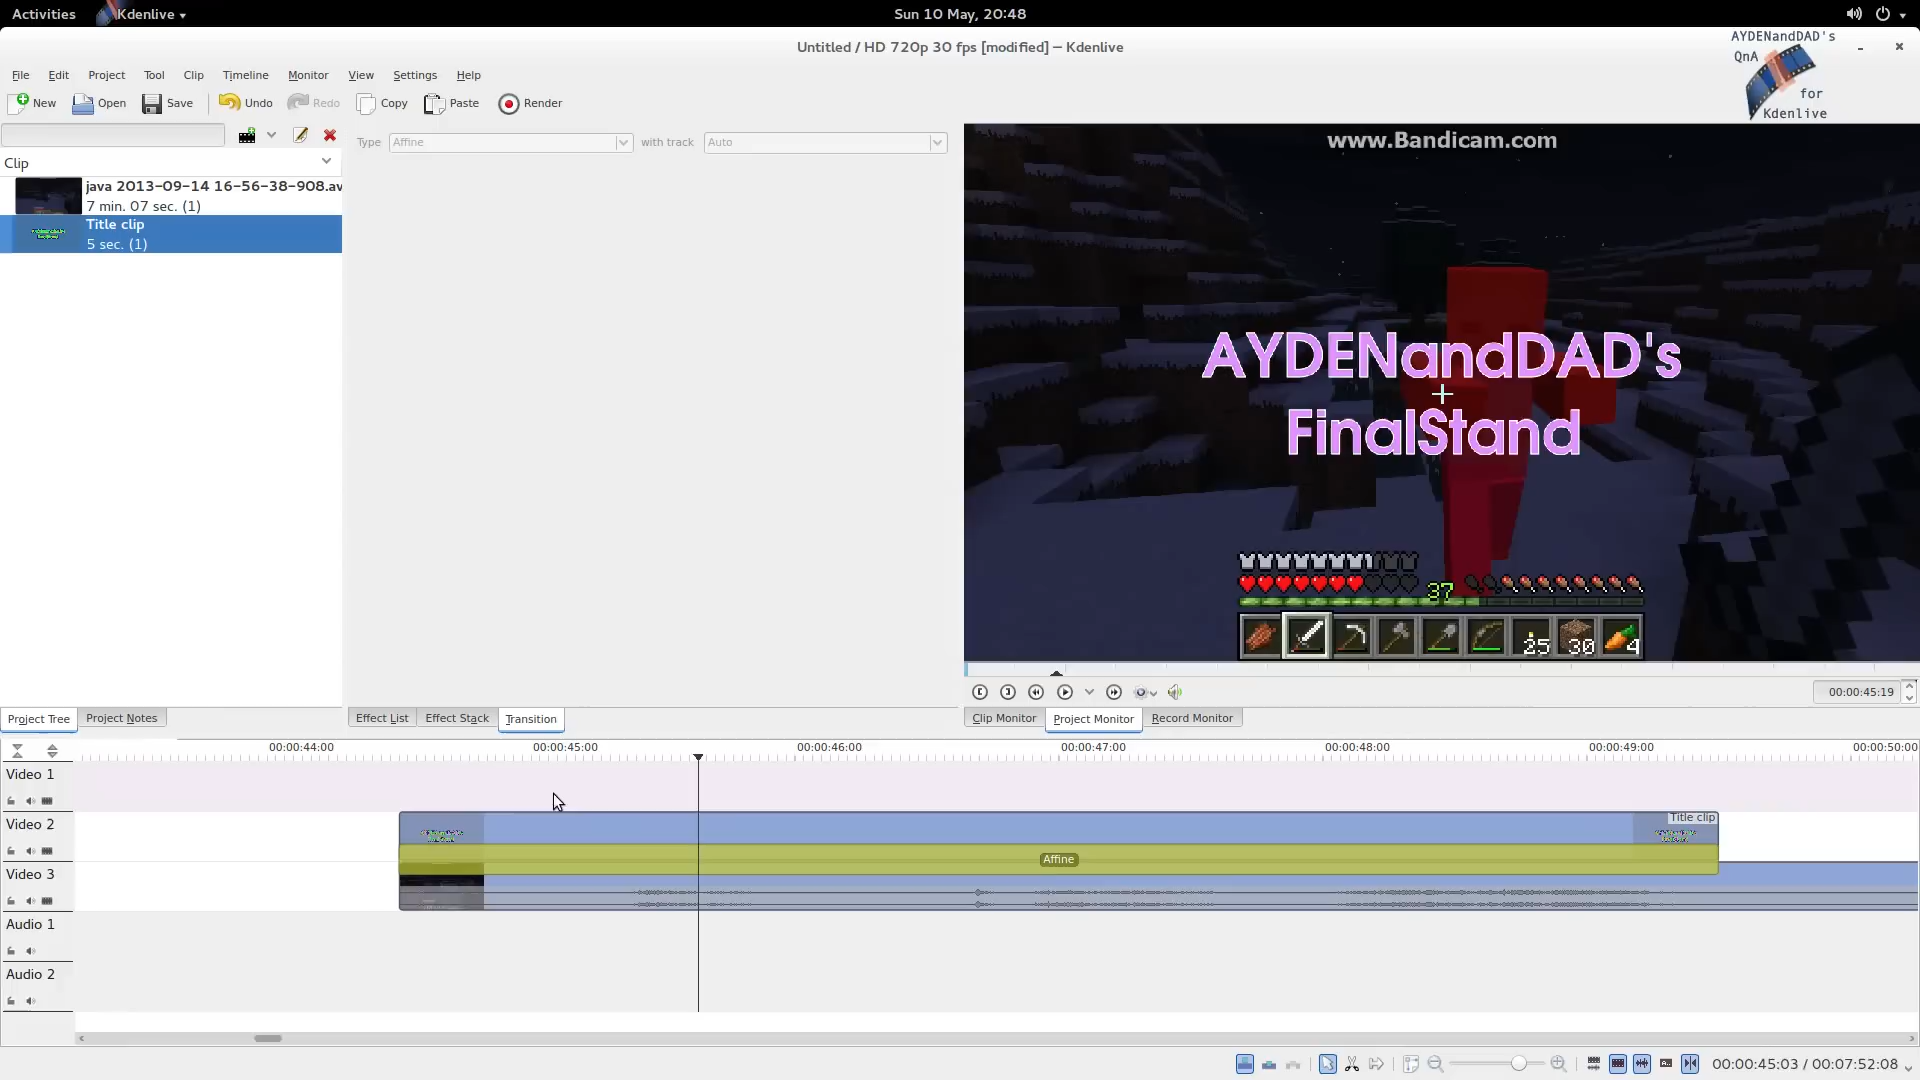 Activities Kdenlive Sun 10 May, 20:48
Untitled / HD 720p 30 fps [modified] — Kdenlive
AYDENandDAD's
QnA
for
Kdenlive
File Edit Project Tool Clip Timeline Monitor View Settings Help
New Open Save Undo Redo Copy Paste Render
Type Affine with track Auto
Clip
java 2013-09-14 16-56-38-908.av
7 min. 07 sec. (1)
Title clip
5 sec. (1)
www.Bandicam.com
AYDENandDAD's
FinalStand
37
25 30 4
00:00:45:19
Project Tree Project Notes Effect List Effect Stack Transition Clip Monitor Project Monitor Record Monitor
00:00:44:00 00:00:45:00 00:00:46:00 00:00:47:00 00:00:48:00 00:00:49:00 00:00:50:00
Video 1
Video 2 Title clip
Affine
Video 3
Audio 1
Audio 2
00:00:45:03 / 00:07:52:08